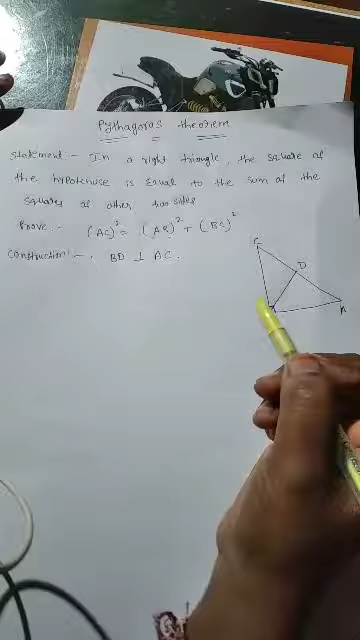 Pythagoras theorem
Statement - In a right triangle, the square of
the hypotenuse is Equal to the sum of the
squares of other two sides
Prove :- (AC)² = (AB)² + (BC)²
Construction :- BD ⊥ AC.
C
D
A